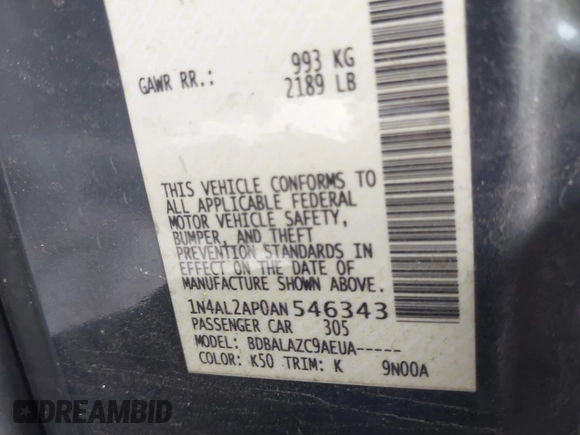 993 KG
GAWR RR.: 2189 LB
THIS VEHICLE CONFORMS TO
ALL APPLICABLE FEDERAL
MOTOR VEHICLE SAFETY,
BUMPER, AND THEFT
PREVENTION STANDARDS IN
EFFECT ON THE DATE OF
MANUFACTURE SHOWN ABOVE.
1N4AL2AP0AN546343
PASSENGER CAR 305
MODEL: BDBALAZC9AEUA-----
COLOR: K50 TRIM: K 9N00A
DREAMBID